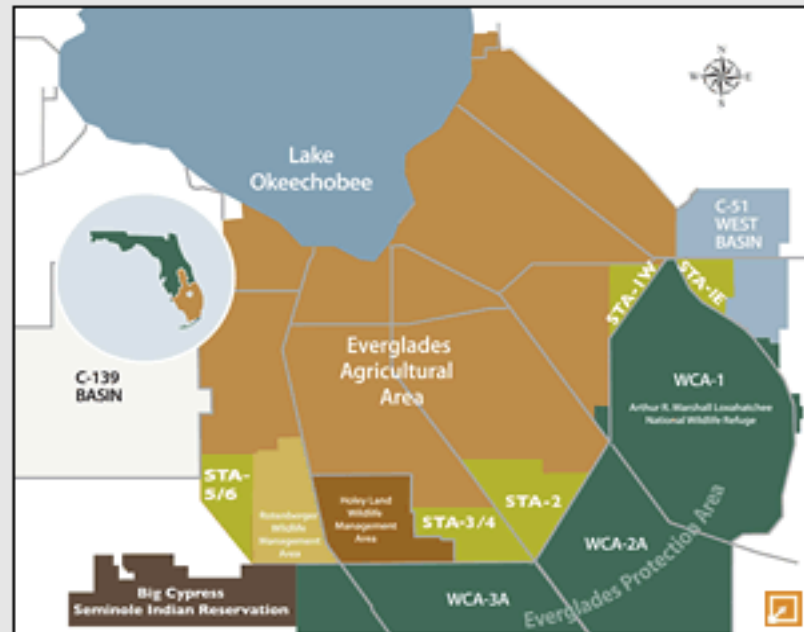 N
W
E
S
Lake
Okeechobee
C-51
WEST
BASIN
STA-1W
STA-1E
Everglades
Agricultural
Area
C-139
BASIN
WCA-1
Arthur R. Marshall Loxahatchee
National Wildlife Refuge
STA-
5/6
Rotenberger
Wildlife
Management
Area
Holey Land
Wildlife
Management
Area
STA-3/4
STA-2
WCA-2A
Everglades Protection Area
Big Cypress
Seminole Indian Reservation
WCA-3A